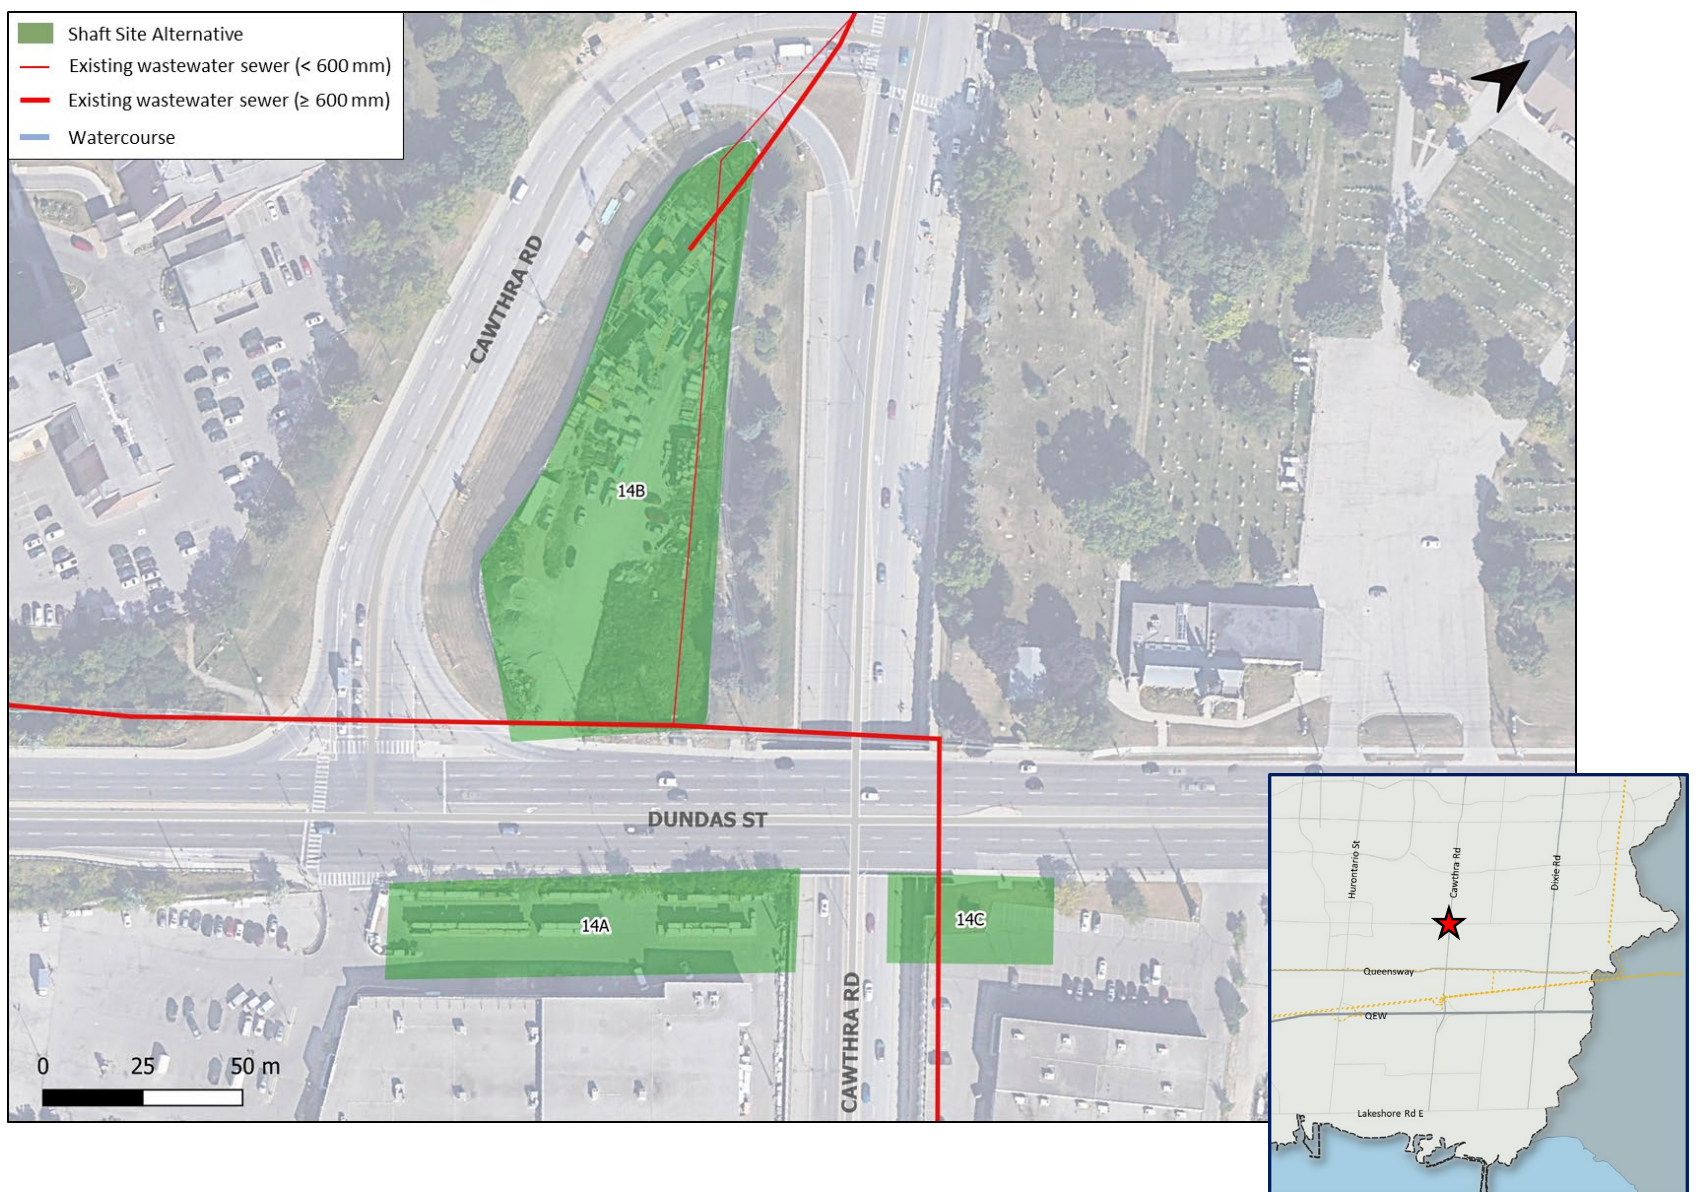 Shaft Site Alternative
Existing wastewater sewer (< 600 mm)
Existing wastewater sewer (≥ 600 mm)
Watercourse
CAWTHRA RD
14B
DUNDAS ST
14A
14C
CAWTHRA RD
0 25 50 m
Hurontario St
Cawthra Rd
Dixie Rd
Queensway
QEW
Lakeshore Rd E